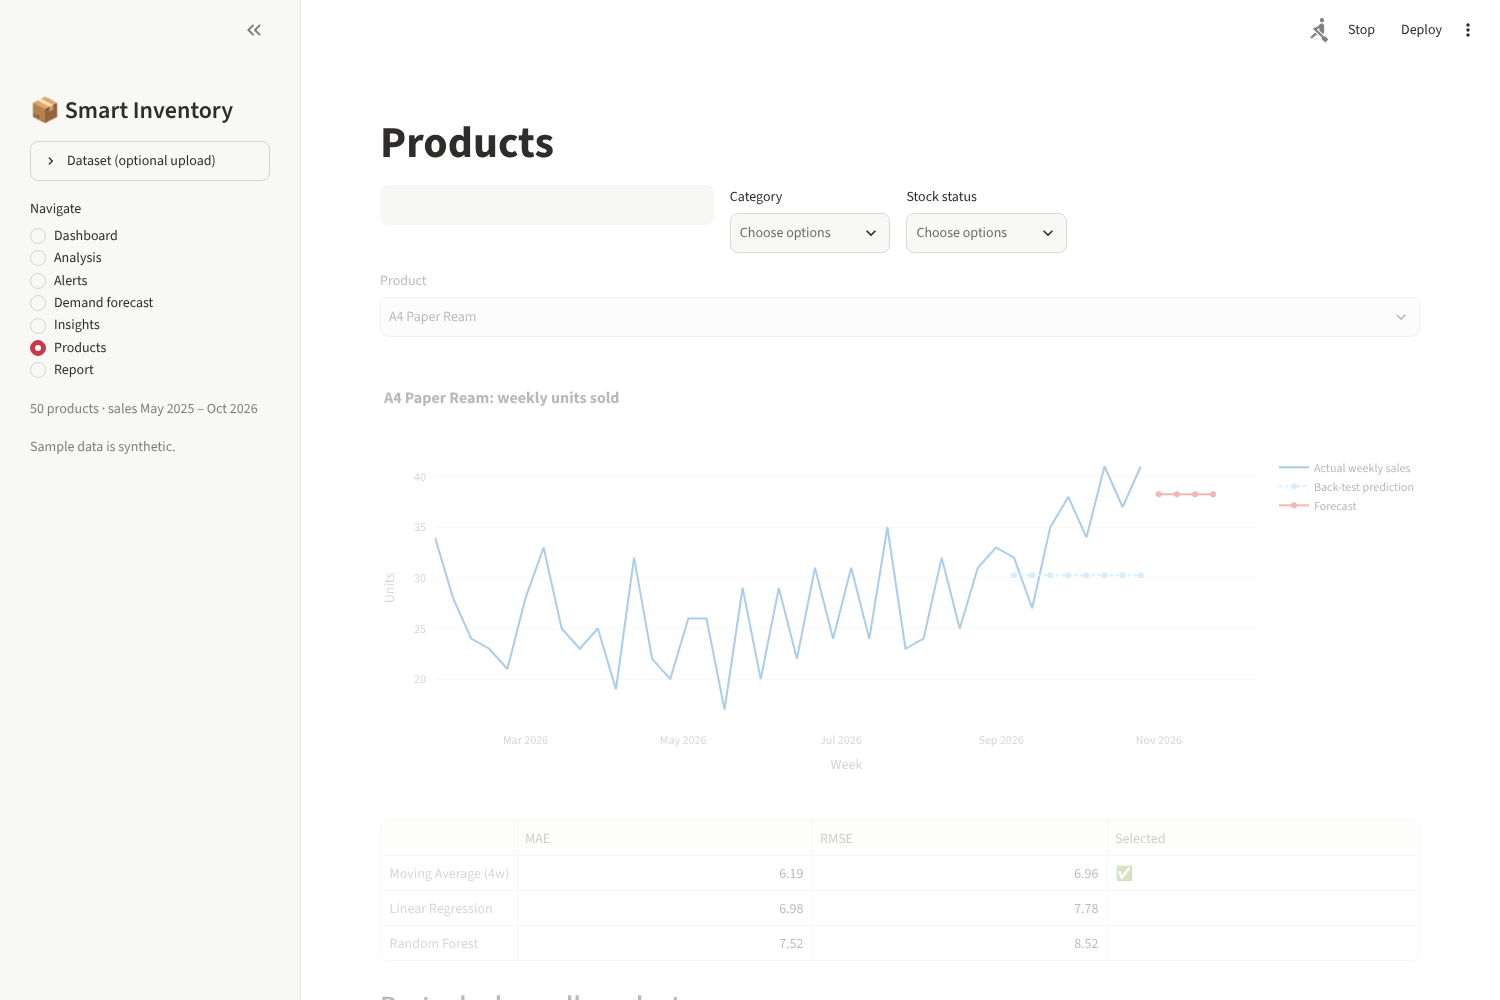 Stop
Deploy
Smart Inventory
Dataset (optional upload)
Navigate
Dashboard
Analysis
Alerts
Demand forecast
Insights
Products
Report
50 products · sales May 2025 – Oct 2026
Sample data is synthetic.
Products
Category
Stock status
Choose options
Choose options
Product
A4 Paper Ream
A4 Paper Ream: weekly units sold
Actual weekly sales
Back-test prediction
Forecast
40
35
30
25
20
Units
Mar 2026
May 2026
Jul 2026
Sep 2026
Nov 2026
Week
MAE RMSE Selected
Moving Average (4w) 6.19 6.96
Linear Regression 6.98 7.78
Random Forest 7.52 8.52